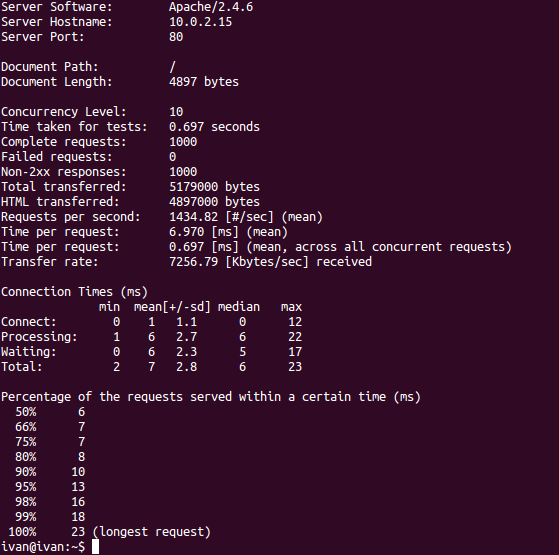 Server Software:        Apache/2.4.6
Server Hostname:        10.0.2.15
Server Port:            80

Document Path:          /
Document Length:        4897 bytes

Concurrency Level:      10
Time taken for tests:   0.697 seconds
Complete requests:      1000
Failed requests:        0
Non-2xx responses:      1000
Total transferred:      5179000 bytes
HTML transferred:       4897000 bytes
Requests per second:    1434.82 [#/sec] (mean)
Time per request:       6.970 [ms] (mean)
Time per request:       0.697 [ms] (mean, across all concurrent requests)
Transfer rate:          7256.79 [Kbytes/sec] received

Connection Times (ms)
              min  mean[+/-sd] median   max
Connect:        0    1   1.1      0      12
Processing:     1    6   2.7      6      22
Waiting:        0    6   2.3      5      17
Total:          2    7   2.8      6      23

Percentage of the requests served within a certain time (ms)
  50%      6
  66%      7
  75%      7
  80%      8
  90%     10
  95%     13
  98%     16
  99%     18
 100%     23 (longest request)
ivan@ivan:~$